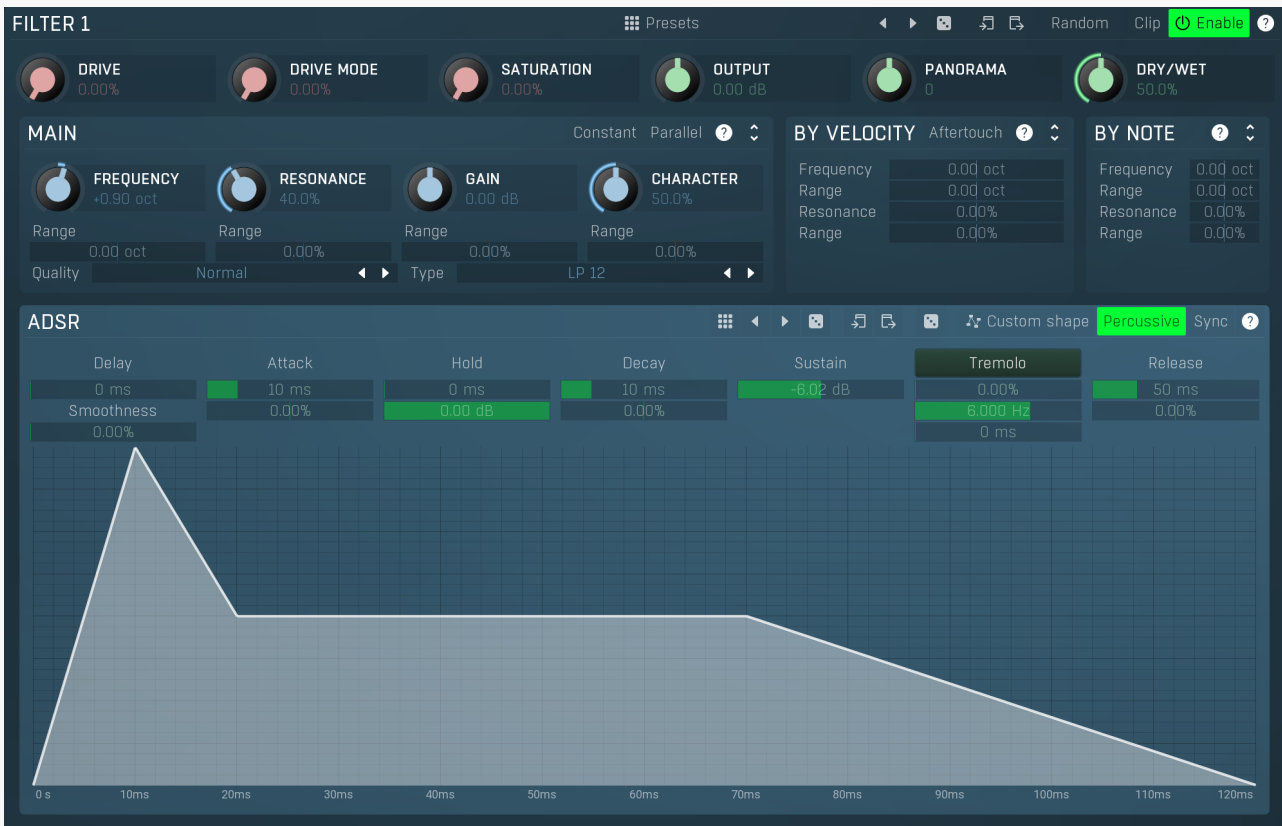 FILTER 1 Presets Random Clip Enable ?
DRIVE DRIVE MODE SATURATION OUTPUT PANORAMA DRY/WET
0.00% 0.00% 0.00% 0.00 dB 0 50.0%
MAIN Constant Parallel ? BY VELOCITY Aftertouch ? BY NOTE ?
FREQUENCY RESONANCE GAIN CHARACTER
+0.90 oct 40.0% 0.00 dB 50.0%
Range Range Range Range
0.00 oct 0.00% 0.00% 0.00%
Quality Normal Type LP 12
Frequency 0.00 oct
Range 0.00 oct
Resonance 0.00%
Range 0.00%
Frequency 0.00 oct
Range 0.00 oct
Resonance 0.00%
Range 0.00%
ADSR Custom shape Percussive Sync ?
Delay Attack Hold Decay Sustain Tremolo Release
0 ms 10 ms 0 ms 10 ms -6.02 dB 0.00% 50 ms
Smoothness 0.00% 0.00 dB 0.00% 6.000 Hz 0.00%
0.00% 0 ms
0 s 10ms 20ms 30ms 40ms 50ms 60ms 70ms 80ms 90ms 100ms 110ms 120ms